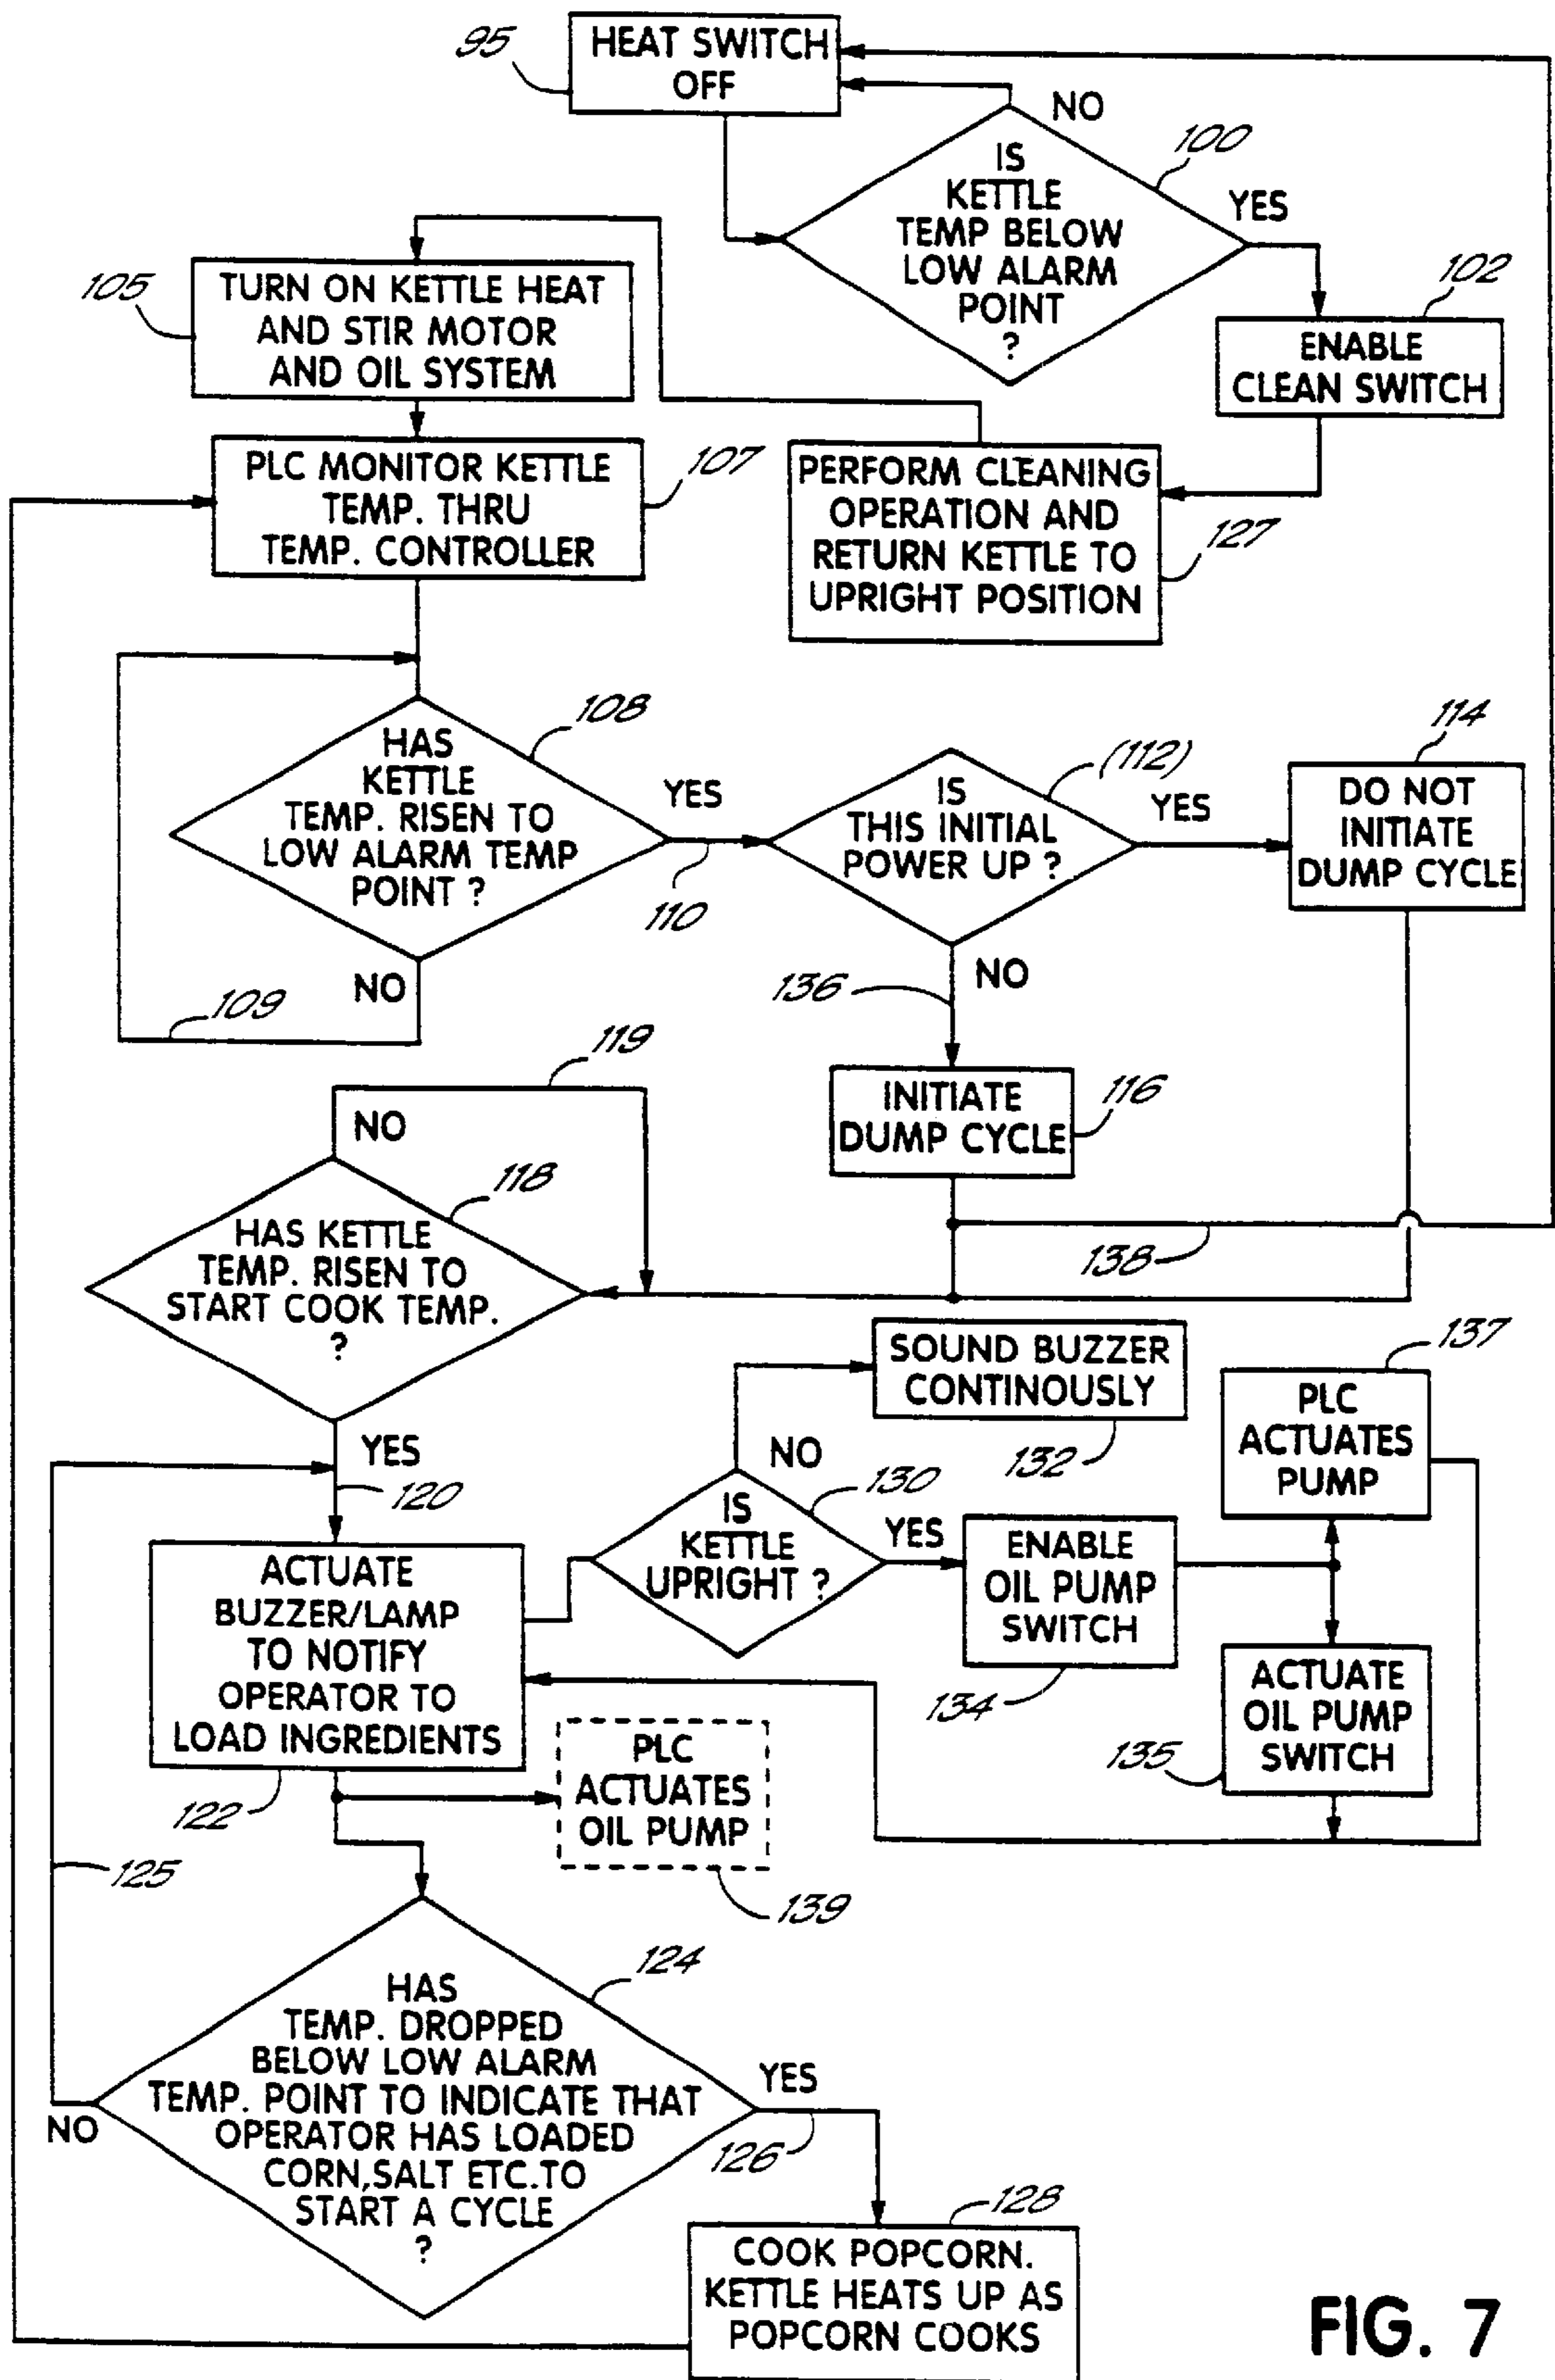 95
HEAT SWITCH
OFF
NO
100
IS
KETTLE
TEMP BELOW
LOW ALARM
POINT
?
YES
102
ENABLE
CLEAN SWITCH
105
TURN ON KETTLE HEAT
AND STIR MOTOR
AND OIL SYSTEM
PLC MONITOR KETTLE
TEMP. THRU
TEMP. CONTROLLER
107
PERFORM CLEANING
OPERATION AND
RETURN KETTLE TO
UPRIGHT POSITION
127
108
HAS
KETTLE
TEMP. RISEN TO
LOW ALARM TEMP
POINT ?
YES
110
NO
109
(112)
IS
THIS INITIAL
POWER UP ?
YES
114
DO NOT
INITIATE
DUMP CYCLE
136
NO
INITIATE
DUMP CYCLE
116
119
NO
118
HAS KETTLE
TEMP. RISEN TO
START COOK TEMP.
?
138
YES
120
SOUND BUZZER
CONTINOUSLY
132
NO
130
IS
KETTLE
UPRIGHT ?
YES
ENABLE
OIL PUMP
SWITCH
134
137
PLC
ACTUATES
PUMP
ACTUATE
OIL PUMP
SWITCH
135
ACTUATE
BUZZER/LAMP
TO NOTIFY
OPERATOR TO
LOAD INGREDIENTS
122
PLC
ACTUATES
OIL PUMP
139
125
124
HAS
TEMP. DROPPED
BELOW LOW ALARM
TEMP. POINT TO INDICATE THAT
OPERATOR HAS LOADED
CORN,SALT ETC.TO
START A CYCLE
?
NO
YES
126
128
COOK POPCORN.
KETTLE HEATS UP AS
POPCORN COOKS
FIG. 7